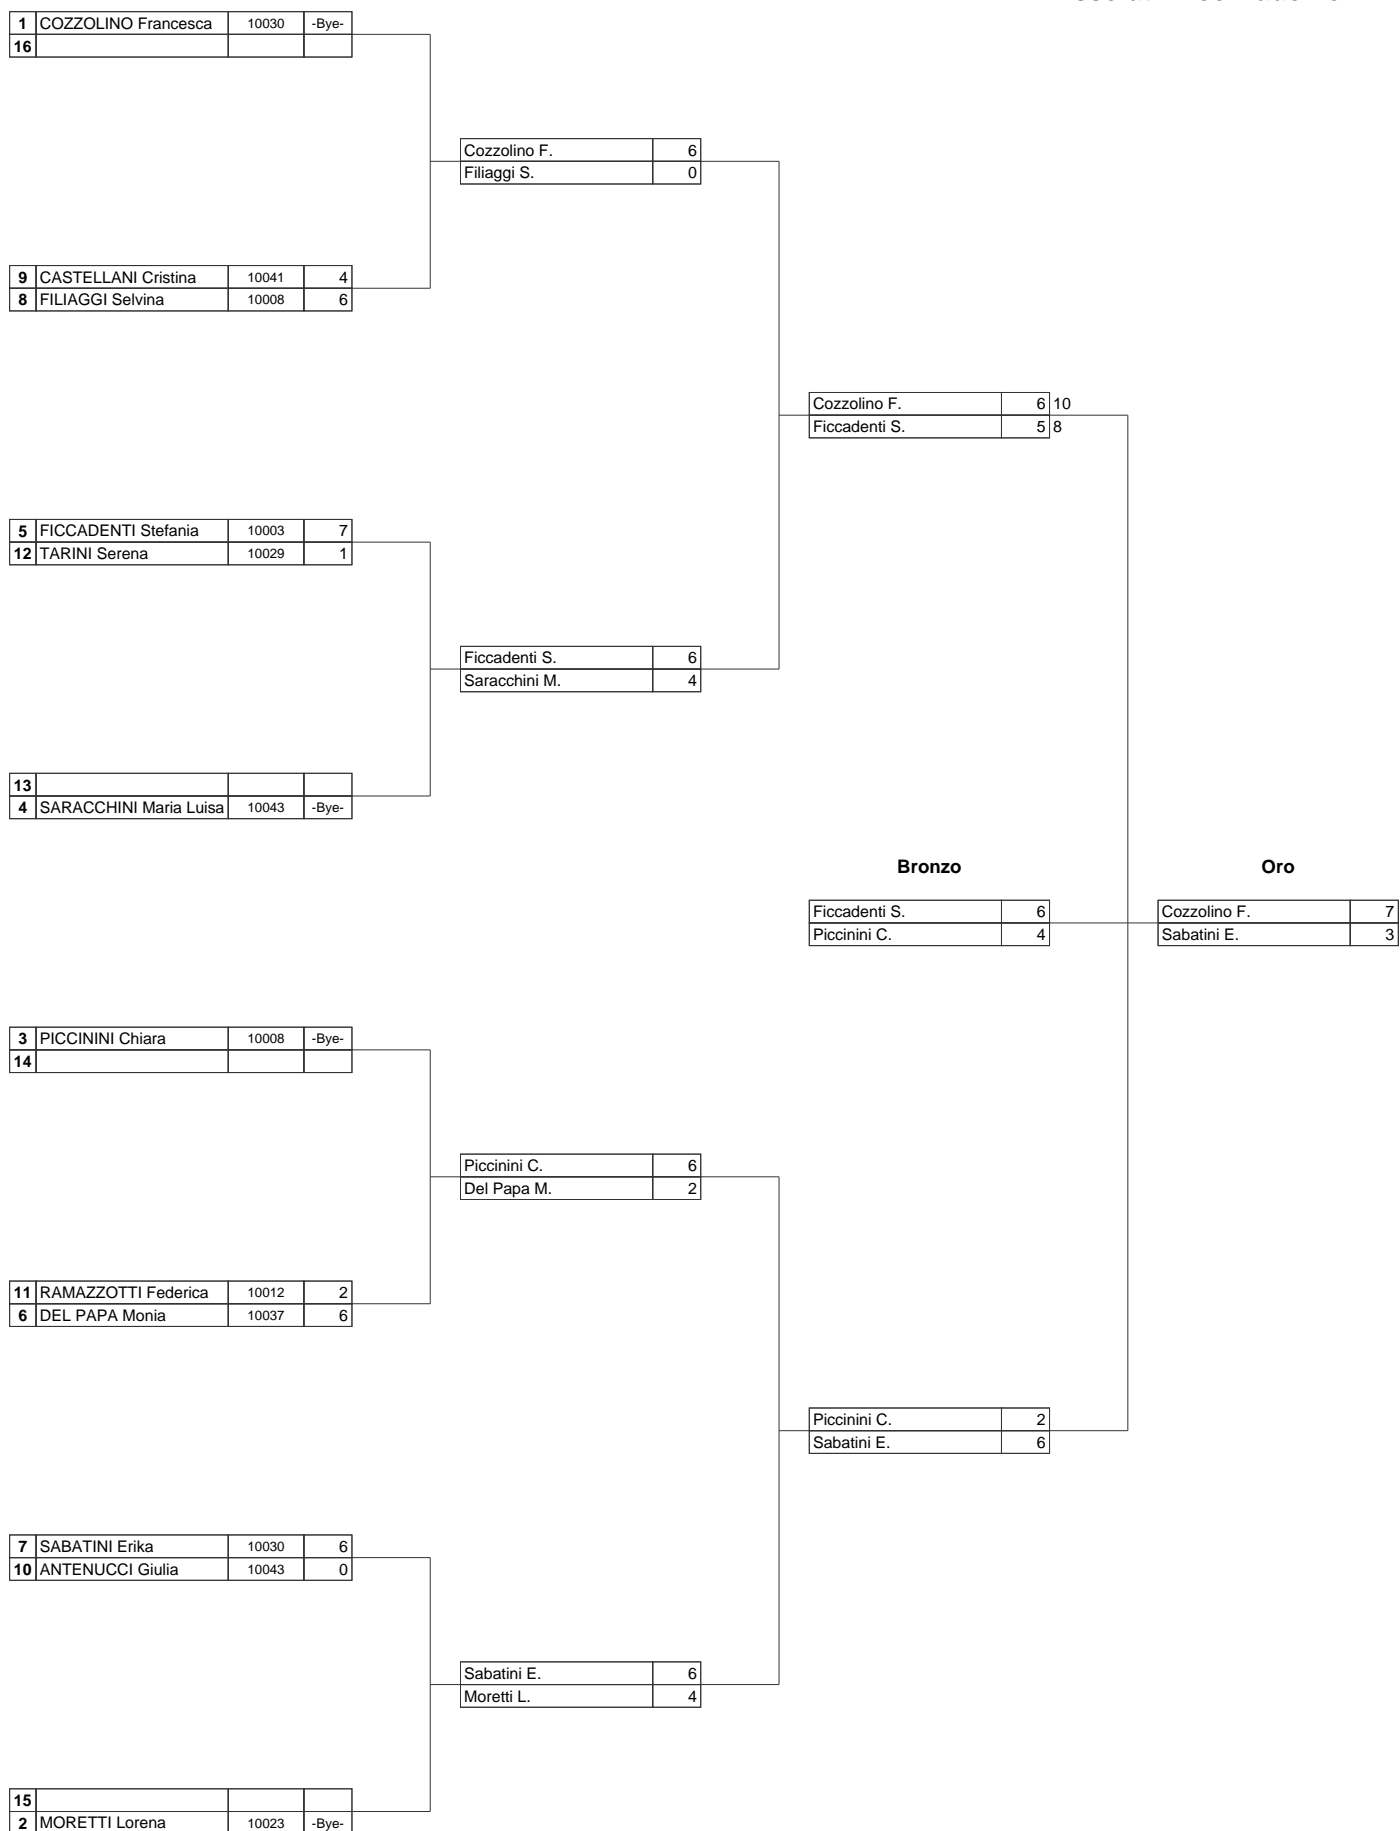 1 COZZOLINO Francesca 10030 -Bye-
16
Cozzolino F. 6
Filiaggi S. 0
9 CASTELLANI Cristina 10041 4
8 FILIAGGI Selvina 10008 6
Cozzolino F. 6 10
Ficcadenti S. 5 8
5 FICCADENTI Stefania 10003 7
12 TARINI Serena 10029 1
Ficcadenti S. 6
Saracchini M. 4
13
4 SARACCHINI Maria Luisa 10043 -Bye-
Bronzo Oro
Ficcadenti S. 6 Cozzolino F. 7
Piccinini C. 4 Sabatini E. 3
3 PICCININI Chiara 10008 -Bye-
14
Piccinini C. 6
Del Papa M. 2
11 RAMAZZOTTI Federica 10012 2
6 DEL PAPA Monia 10037 6
Piccinini C. 2
Sabatini E. 6
7 SABATINI Erika 10030 6
10 ANTENUCCI Giulia 10043 0
Sabatini E. 6
Moretti L. 4
15
2 MORETTI Lorena 10023 -Bye-